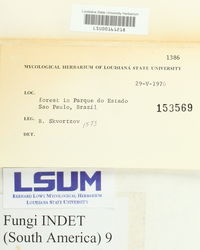 Louisiana State University Herbarium
1386
MYCOLOGICAL HERBARIUM OF LOUISIANA STATE UNIVERSITY
29-V-1970
LOC.
forest in Parque do Estado
Sao Paulo, Brazil
153569
LEG.
B. Skvortzov
DET.
LSUM
BERNARD LOWY MYCOLOGICAL HERBARIUM
LOUISIANA STATE UNIVERSITY
Fungi INDET
(South America) 9